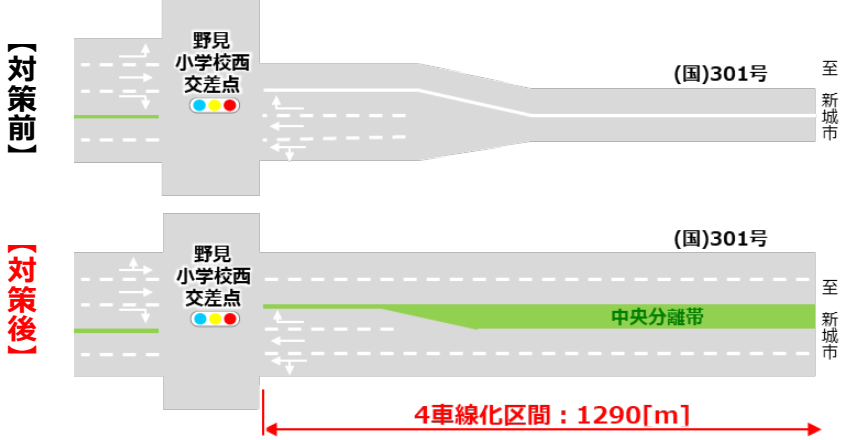 【対策前】
野見
小学校西
交差点
(国)301号
至 新城市
【対策後】
野見
小学校西
交差点
(国)301号
中央分離帯
至 新城市
4車線化区間：1290[m]